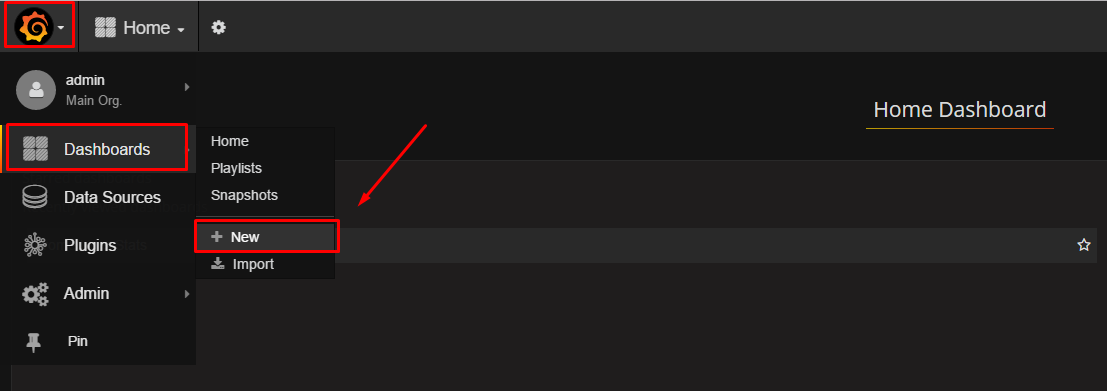 Home
admin
Main Org.
Home Dashboard
Dashboards
Home
Playlists
Snapshots
New
Import
Data Sources
Plugins
Admin
Pin